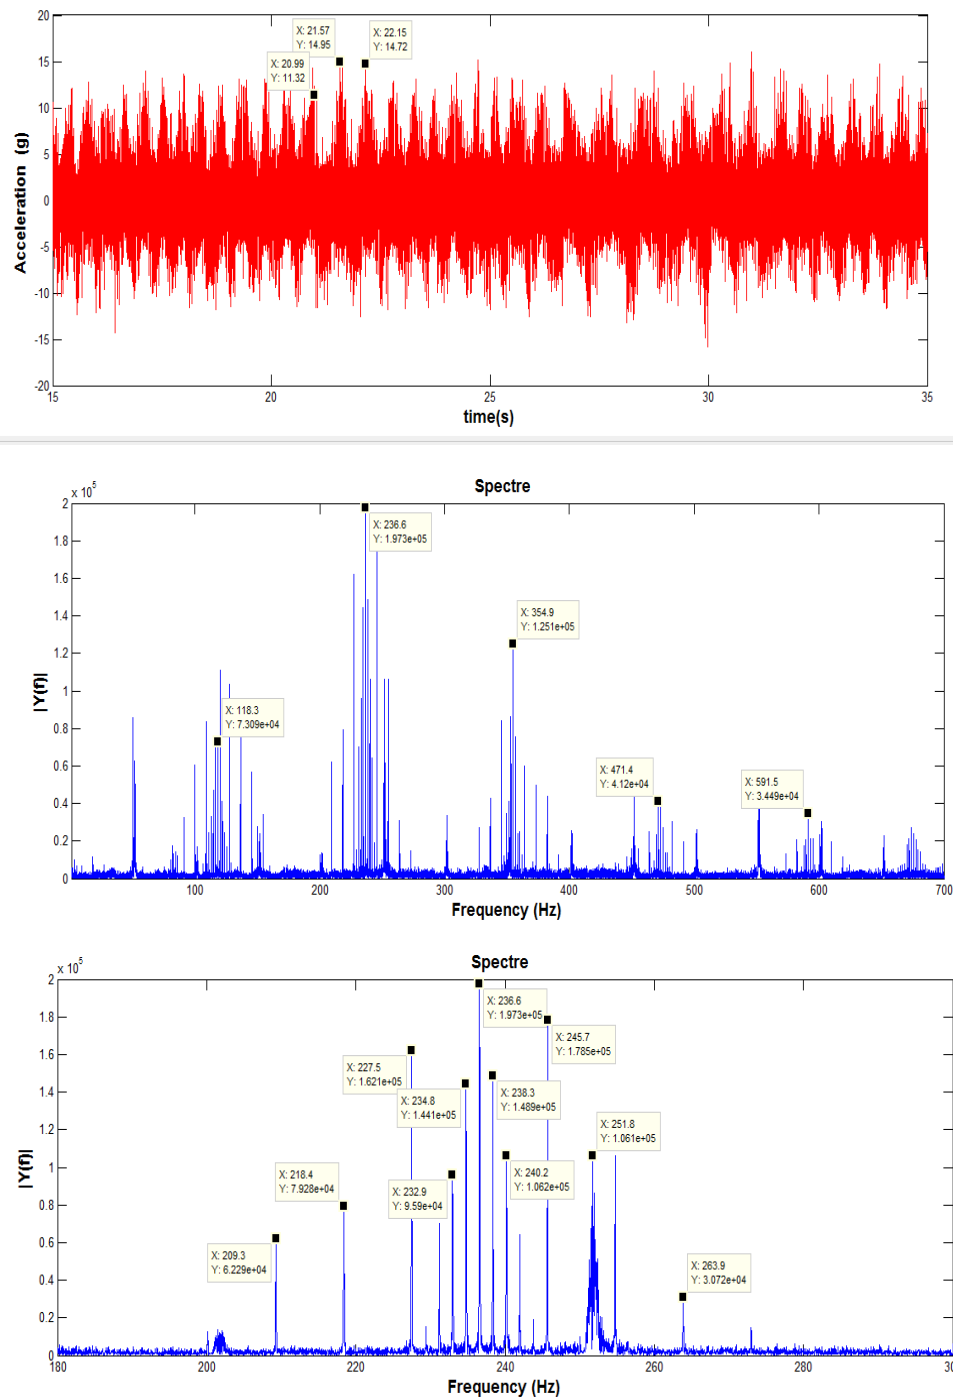 20
15
10
5
0
-5
-10
-15
-20
Acceleration (g)
X: 21.57
Y: 14.95
X: 22.15
Y: 14.72
X: 20.99
Y: 11.32
15
20
25
30
35
time(s)
Spectre
x 10^5
2
1.8
1.6
1.4
1.2
1
0.8
0.6
0.4
0.2
0
|Y(f)|
X: 236.6
Y: 1.973e+05
X: 354.9
Y: 1.251e+05
X: 118.3
Y: 7.309e+04
X: 471.4
Y: 4.12e+04
X: 591.5
Y: 3.449e+04
100
200
300
400
500
600
700
Frequency (Hz)
Spectre
x 10^5
2
1.8
1.6
1.4
1.2
1
0.8
0.6
0.4
0.2
0
|Y(f)|
X: 236.6
Y: 1.973e+05
X: 245.7
Y: 1.785e+05
X: 227.5
Y: 1.621e+05
X: 234.8
Y: 1.441e+05
X: 238.3
Y: 1.489e+05
X: 251.8
Y: 1.061e+05
X: 240.2
Y: 1.062e+05
X: 218.4
Y: 7.928e+04
X: 232.9
Y: 9.59e+04
X: 209.3
Y: 6.229e+04
X: 263.9
Y: 3.072e+04
180
200
220
240
260
280
300
Frequency (Hz)